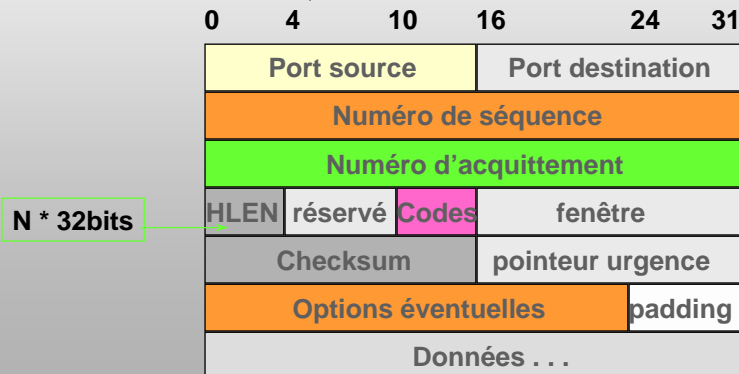 0 4 10 16 24 31
Port source Port destination
Numéro de séquence
Numéro d'acquittement
N * 32bits HLEN réservé Codes fenêtre
Checksum pointeur urgence
Options éventuelles padding
Données . . .